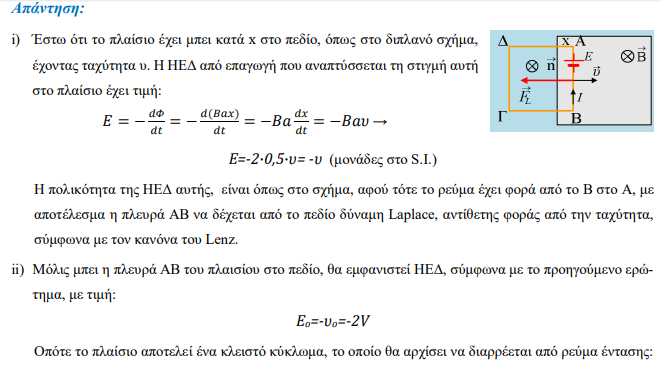 Απάντηση:
i) Έστω ότι το πλαίσιο έχει μπει κατά x στο πεδίο, όπως στο διπλανό σχήμα,
έχοντας ταχύτητα υ. Η ΗΕΔ από επαγωγή που αναπτύσσεται τη στιγμή αυτή
στο πλαίσιο έχει τιμή:
E = −dΦ/dt = −d(Bax)/dt = −Ba dx/dt = −Baυ →
E=-2·0,5·υ= -υ (μονάδες στο S.I.)
Δ x A E ⊗B⃗
⊗ n⃗ υ⃗
F⃗L I
Γ B
Η πολικότητα της ΗΕΔ αυτής, είναι όπως στο σχήμα, αφού τότε το ρεύμα έχει φορά από το Β στο Α, με
αποτέλεσμα η πλευρά ΑΒ να δέχεται από το πεδίο δύναμη Laplace, αντίθετης φοράς από την ταχύτητα,
σύμφωνα με τον κανόνα του Lenz.
ii) Μόλις μπει η πλευρά ΑΒ του πλαισίου στο πεδίο, θα εμφανιστεί ΗΕΔ, σύμφωνα με το προηγούμενο ερώ-
τημα, με τιμή:
Eο=-υο=-2V
Οπότε το πλαίσιο αποτελεί ένα κλειστό κύκλωμα, το οποίο θα αρχίσει να διαρρέεται από ρεύμα έντασης: